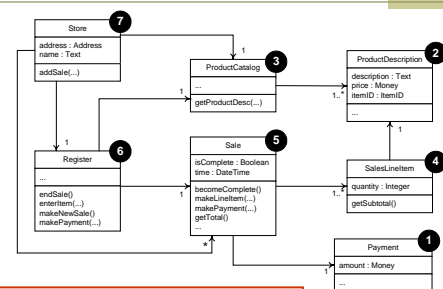 7
Store
address : Address
name : Text
addSale(...)
1
3
ProductCatalog
...
getProductDesc(...)
1
1..*
2
ProductDescription
description : Text
price : Money
itemID : ItemID
...
1
6
Register
...
endSale()
enterItem(...)
makeNewSale()
makePayment(...)
1
5
Sale
isComplete : Boolean
time : DateTime
becomeComplete()
makeLineItem(...)
makePayment(...)
getTotal()
...
*
1
1..*
4
SalesLineItem
quantity : Integer
getSubtotal()
1
1
Payment
amount : Money
...